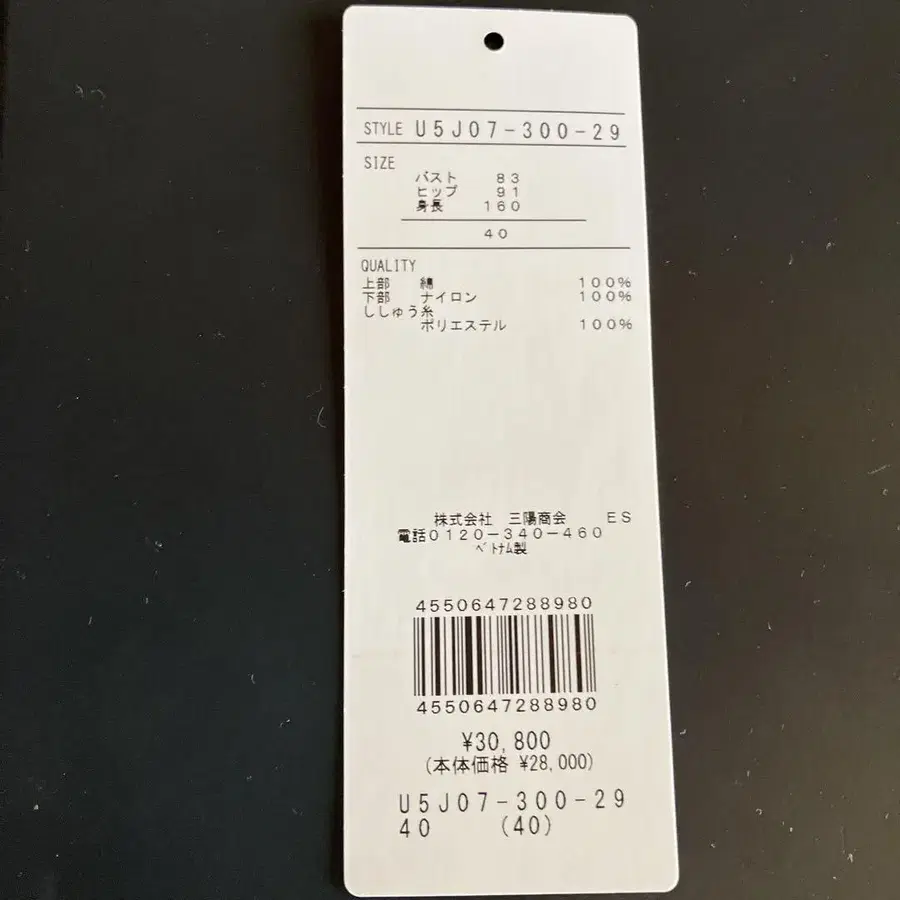 STYLE U5J07-300-29
SIZE
バスト 83
ヒップ 91
身長 160
40
QUALITY
上部 綿 100%
下部 ナイロン 100%
ししゅう糸
ポリエステル 100%
株式会社 三陽商会 ES
電話0120-340-460
ベトナム製
4550647288980
4550647288980
¥30,800
(本体価格 ¥28,000)
U5J07-300-29
40 (40)